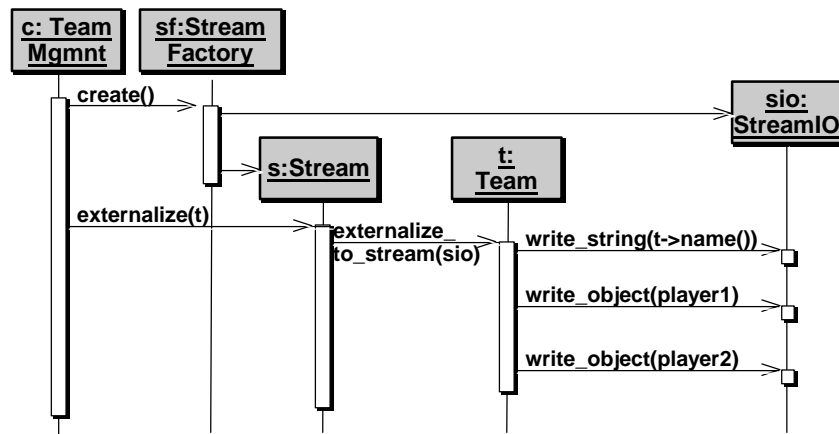 c: Team
Mgmnt
sf:Stream
Factory
create()
sio:
StreamIO
s:Stream
t:
Team
externalize(t)
externalize_
to_stream(sio)
write_string(t->name())
write_object(player1)
write_object(player2)